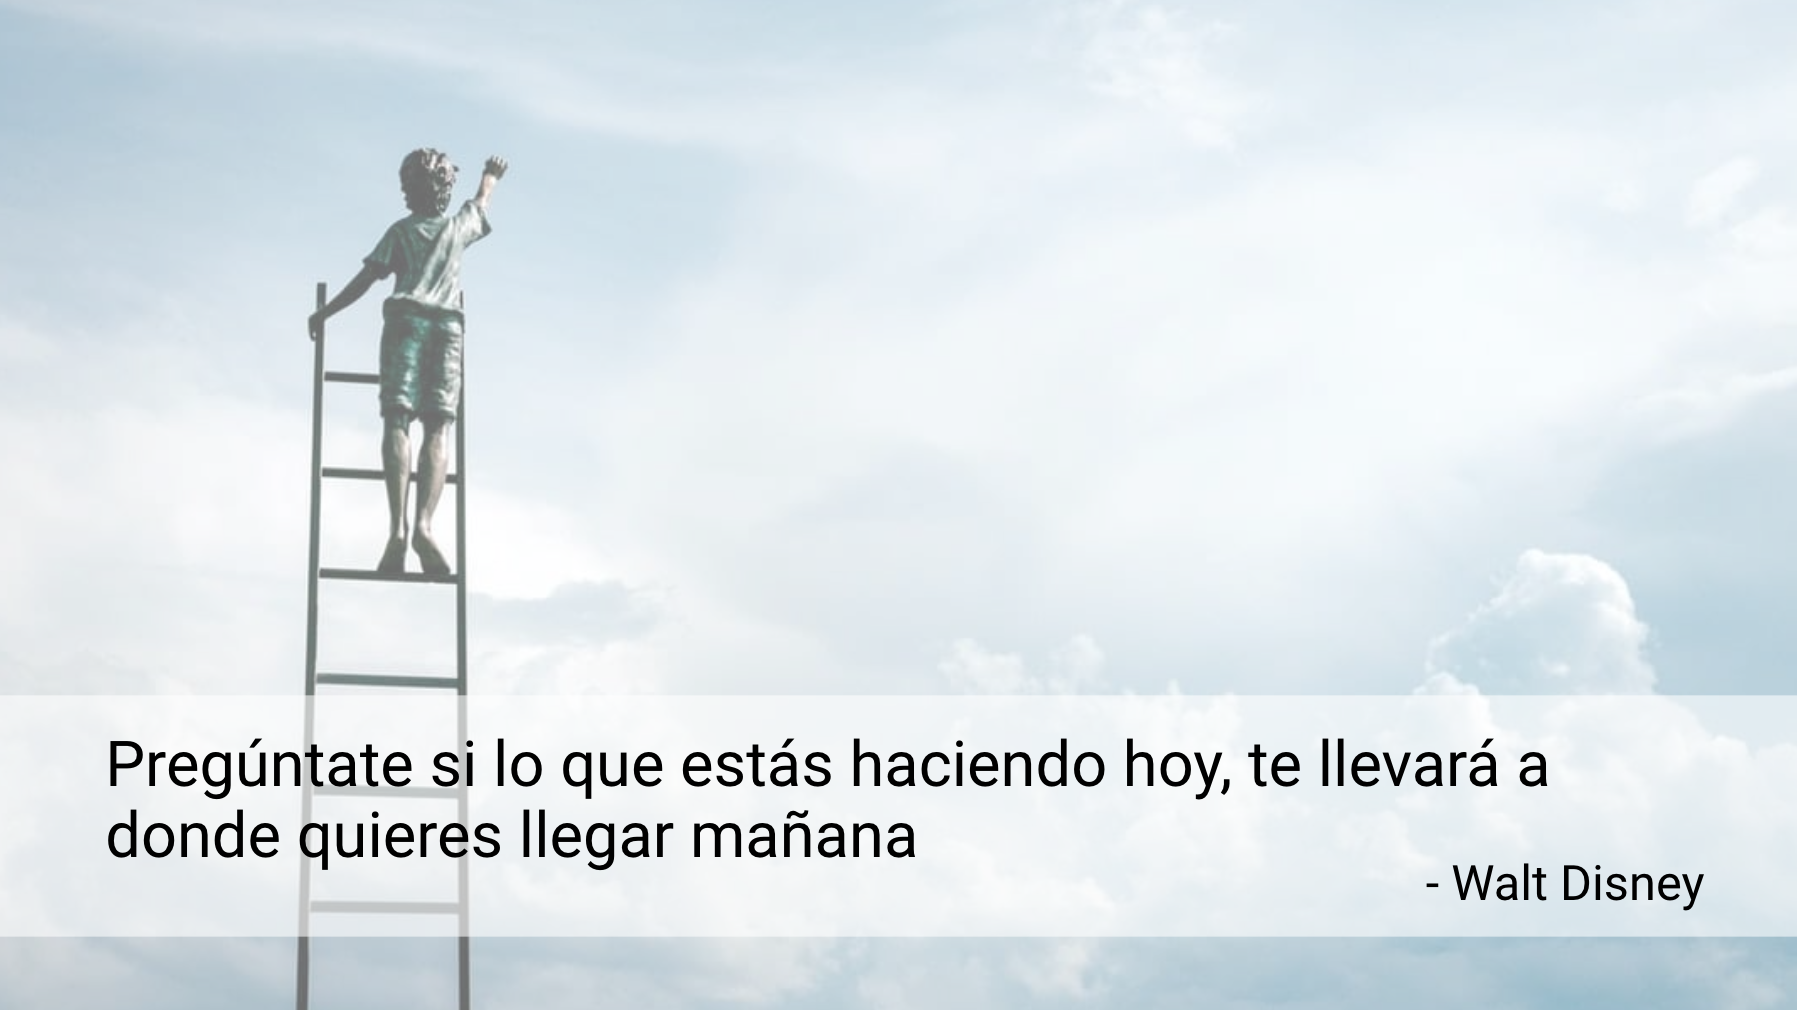 Pregúntate si lo que estás haciendo hoy, te llevará a
donde quieres llegar mañana
- Walt Disney